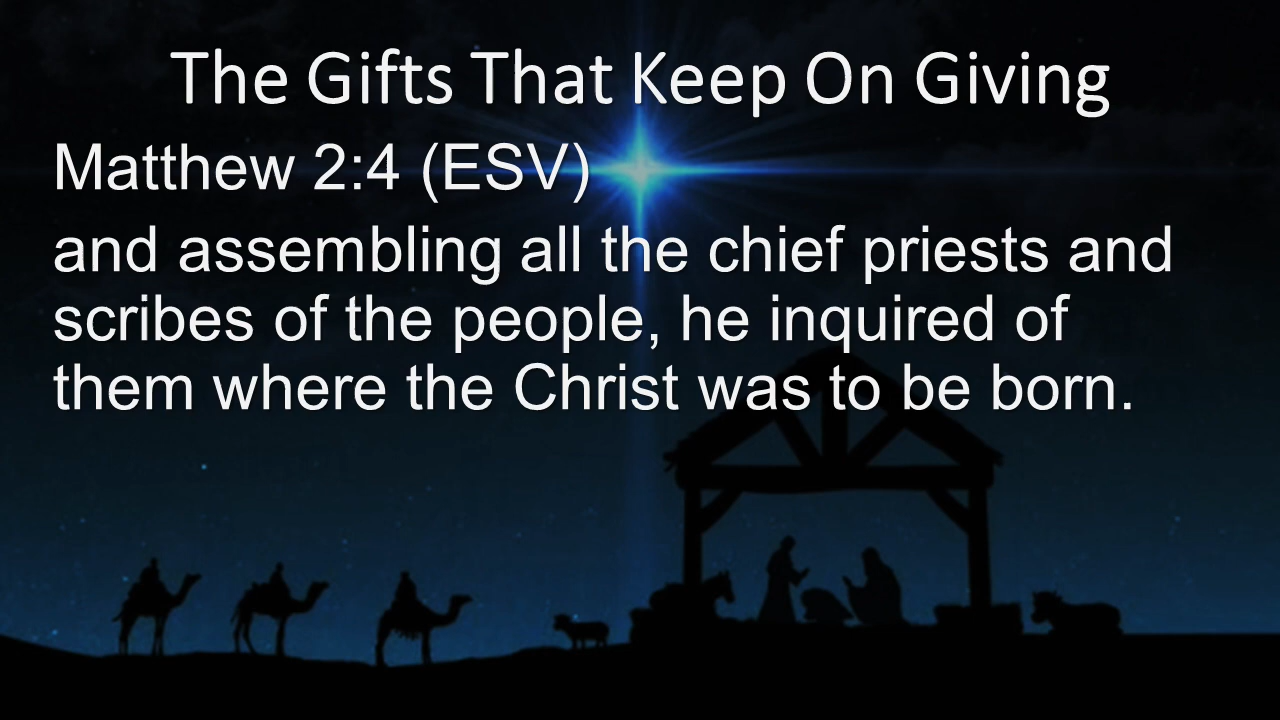 The Gifts That Keep On Giving
Matthew 2:4 (ESV)
and assembling all the chief priests and
scribes of the people, he inquired of
them where the Christ was to be born.